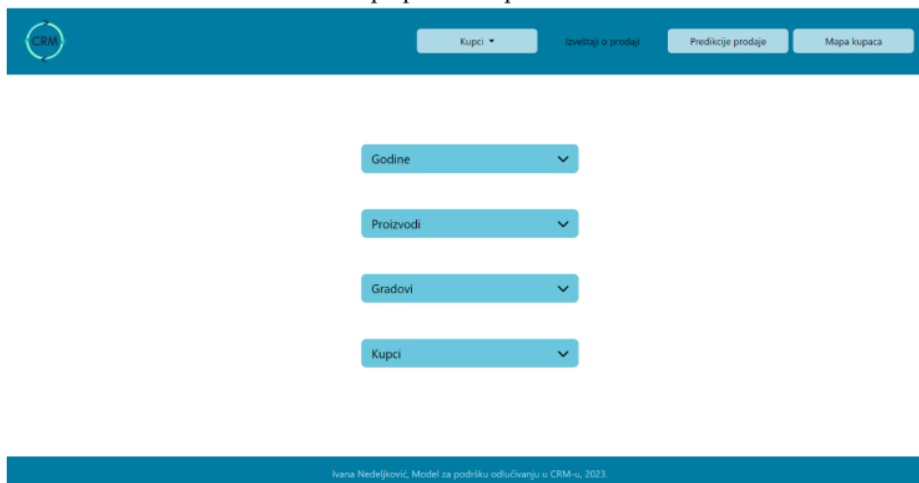 CRM
Kupci
Izveštaji o prodaji
Predikcije prodaje
Mapa kupaca
Godine
Proizvodi
Gradovi
Kupci
Ivana Nedeljković, Model za podršku odlučivanju u CRM-u, 2023.